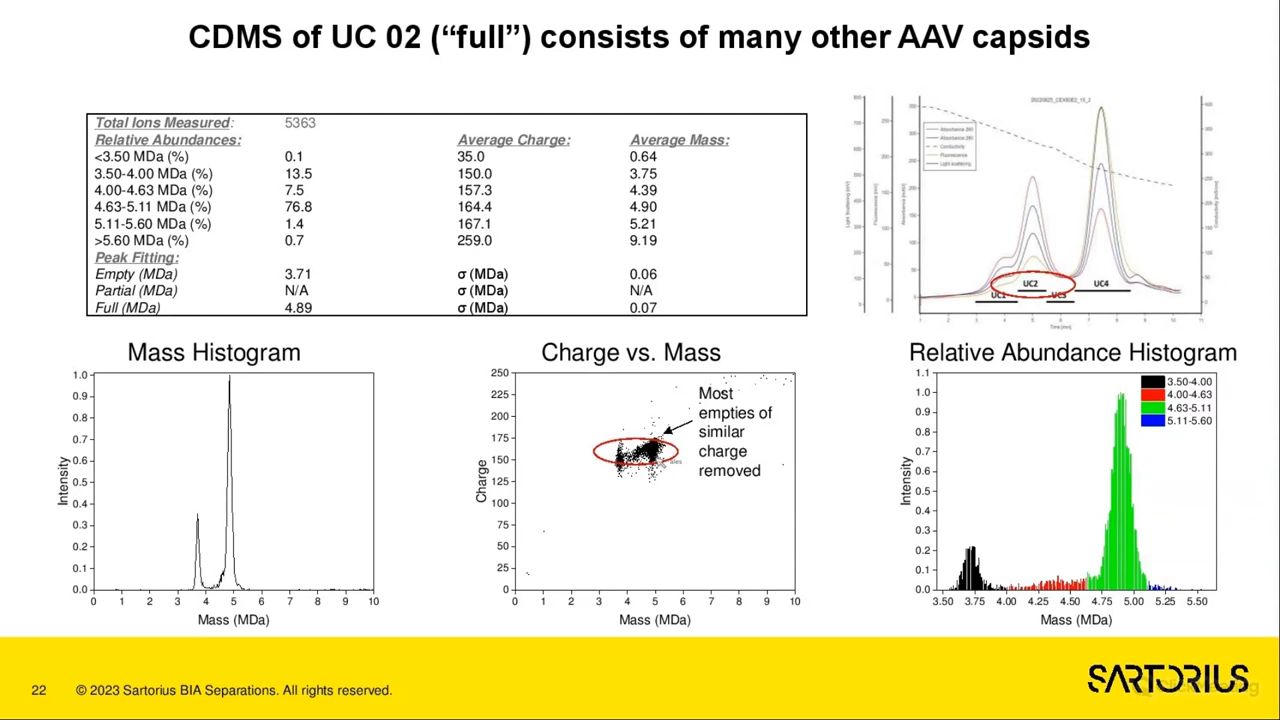 CDMS of UC 02 (“full”) consists of many other AAV capsids
Total Ions Measured: 5363
Relative Abundances: Average Charge: Average Mass:
<3.50 MDa (%) 0.1 35.0 0.64
3.50-4.00 MDa (%) 13.5 150.0 3.75
4.00-4.63 MDa (%) 7.5 157.3 4.39
4.63-5.11 MDa (%) 76.8 164.4 4.90
5.11-5.60 MDa (%) 1.4 167.1 5.21
>5.60 MDa (%) 0.7 259.0 9.19
Peak Fitting:
Empty (MDa) 3.71 σ (MDa) 0.06
Partial (MDa) N/A σ (MDa) N/A
Full (MDa) 4.89 σ (MDa) 0.07
Conductivity
Fluorescence
Light scattering
UC1
UC2
UC3
UC4
Time [min]
Mass Histogram
1.0
0.9
0.8
0.7
0.6
0.5
0.4
0.3
0.2
0.1
0.0
Intensity
0 1 2 3 4 5 6 7 8 9 10
Mass (MDa)
Charge vs. Mass
250
225
200
175
150
125
100
75
50
25
0
Charge
Most
empties of
similar
charge
removed
0 1 2 3 4 5 6 7 8 9 10
Mass (MDa)
Relative Abundance Histogram
1.1
1.0
0.9
0.8
0.7
0.6
0.5
0.4
0.3
0.2
0.1
0.0
Intensity
3.50-4.00
4.00-4.63
4.63-5.11
5.11-5.60
3.50 3.75 4.00 4.25 4.50 4.75 5.00 5.25 5.50
Mass (MDa)
22 © 2023 Sartorius BIA Separations. All rights reserved.
SARTORIUS